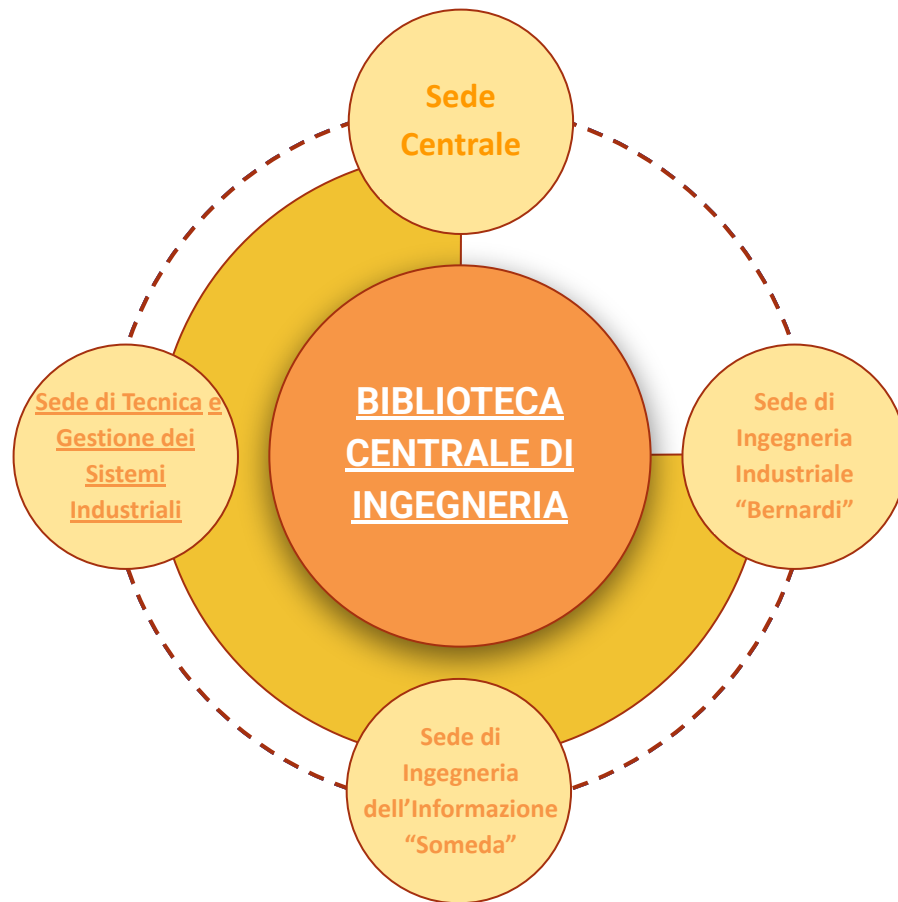 Sede
Centrale
Sede di Tecnica e
Gestione dei
Sistemi
Industriali
BIBLIOTECA
CENTRALE DI
INGEGNERIA
Sede di
Ingegneria
Industriale
“Bernardi”
Sede di
Ingegneria
dell’Informazione
“Someda”